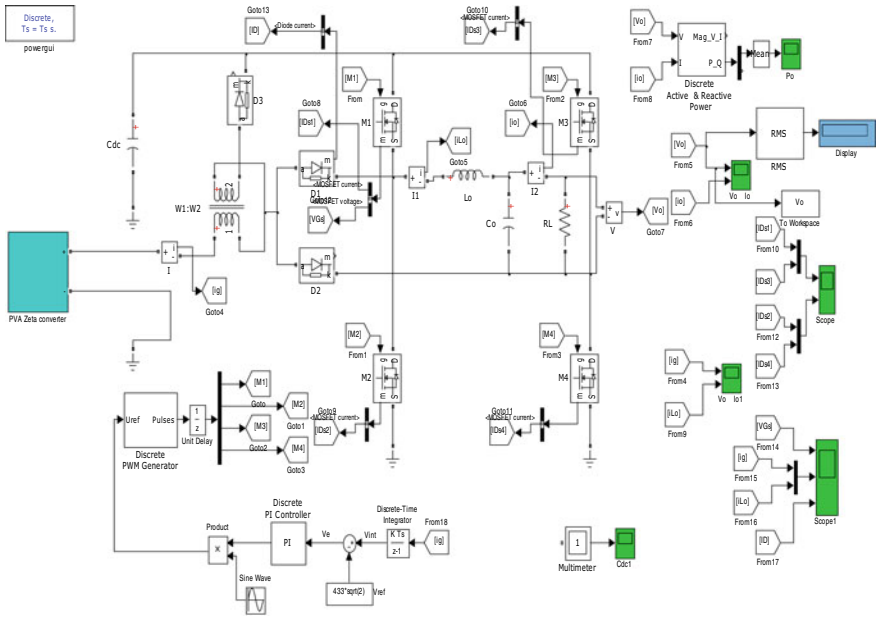 Discrete,
Ts = Ts s.
powergui
Goto13
<Diode current>
[ID]
Goto10
<MOSFET current>
[IDs3]
[Vo]
From7
[io]
From8
V
I
Mag_V_I
P_Q
Discrete
Active & Reactive
Power
Mean
Po
Cdc
D3
m
a
k
W1:W2
2
1
[M1]
From
Goto8
[IDs1]
M1
g
D
m
S
D1
a
m
k
<MOSFET current>
<MOSFET voltage>
[VGs]
D2
a
m
k
[iLo]
Goto5
I1
+
-
i
Lo
Goto6
[io]
[M3]
From2
M3
g
D
m
S
I2
+
-
i
Co
RL
V
+
-
v
[Vo]
Goto7
[Vo]
From5
[io]
From6
RMS
RMS
Display
Vo Io
Vo
To Workspace
PVA Zeta converter
I
+
-
i
[ig]
Goto4
[IDs1]
From10
[IDs3]
[IDs2]
From12
[IDs4]
From13
Scope
[M2]
From1
M2
g
D
m
S
Goto9
<MOSFET current>
[IDs2]
[M4]
From3
M4
g
D
m
S
Goto11
<MOSFET current>
[IDs4]
[ig]
From4
[iLo]
From9
Vo Io1
Uref
Pulses
Discrete
PWM Generator
1
z
Unit Delay
[M1]
Goto
[M2]
Goto1
[M3]
Goto2
[M4]
Goto3
[VGs]
From14
[ig]
From15
[iLo]
From16
[ID]
From17
Scope1
Product
X
Sine Wave
Discrete
PI Controller
PI
Ve
Vint
Discrete-Time
Integrator
K Ts
z-1
From18
[ig]
433*sqrt(2)
Vref
1
Multimeter
Cdc1